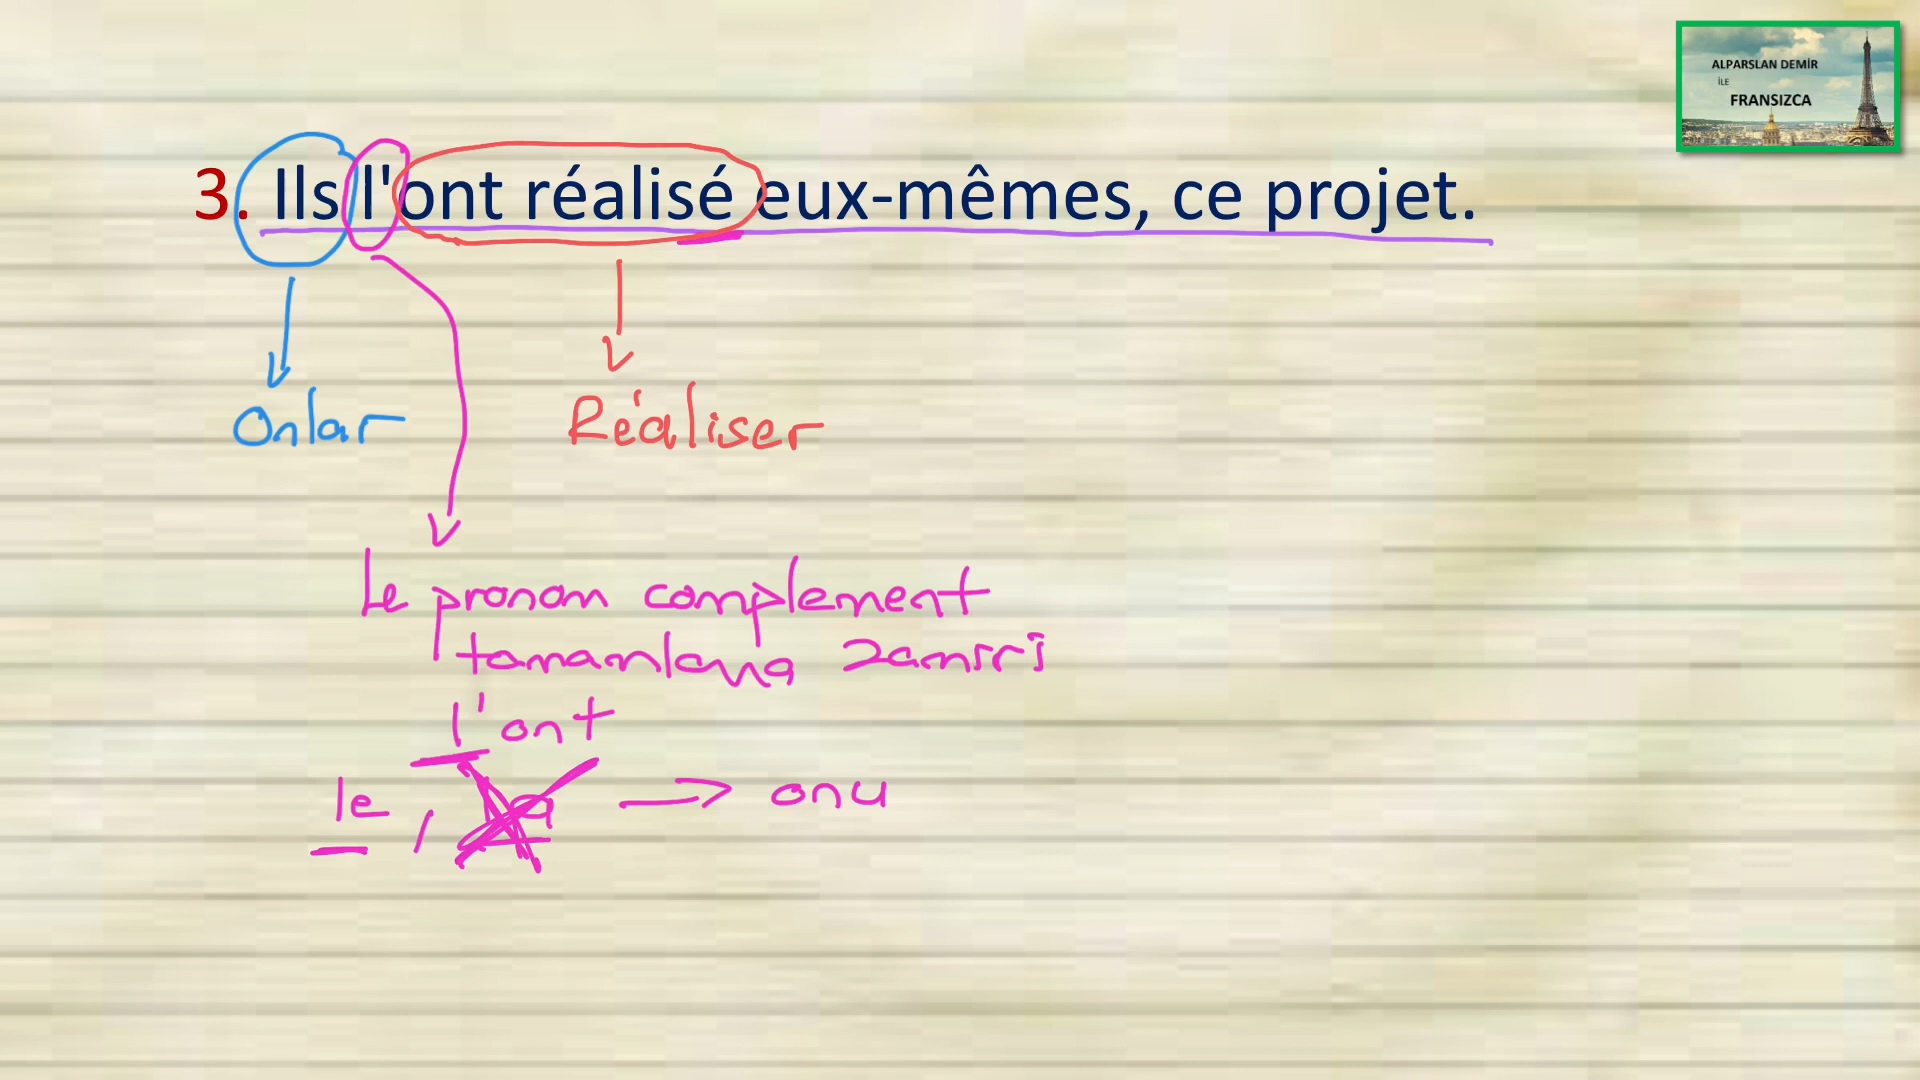 ALPARSLAN DEMİR
İLE
FRANSIZCA
3. Ils l'ont réalisé eux-mêmes, ce projet.
Onlar
Réaliser
Le pronom complement
tamamlama zamiri
l'ont
le , la → onu